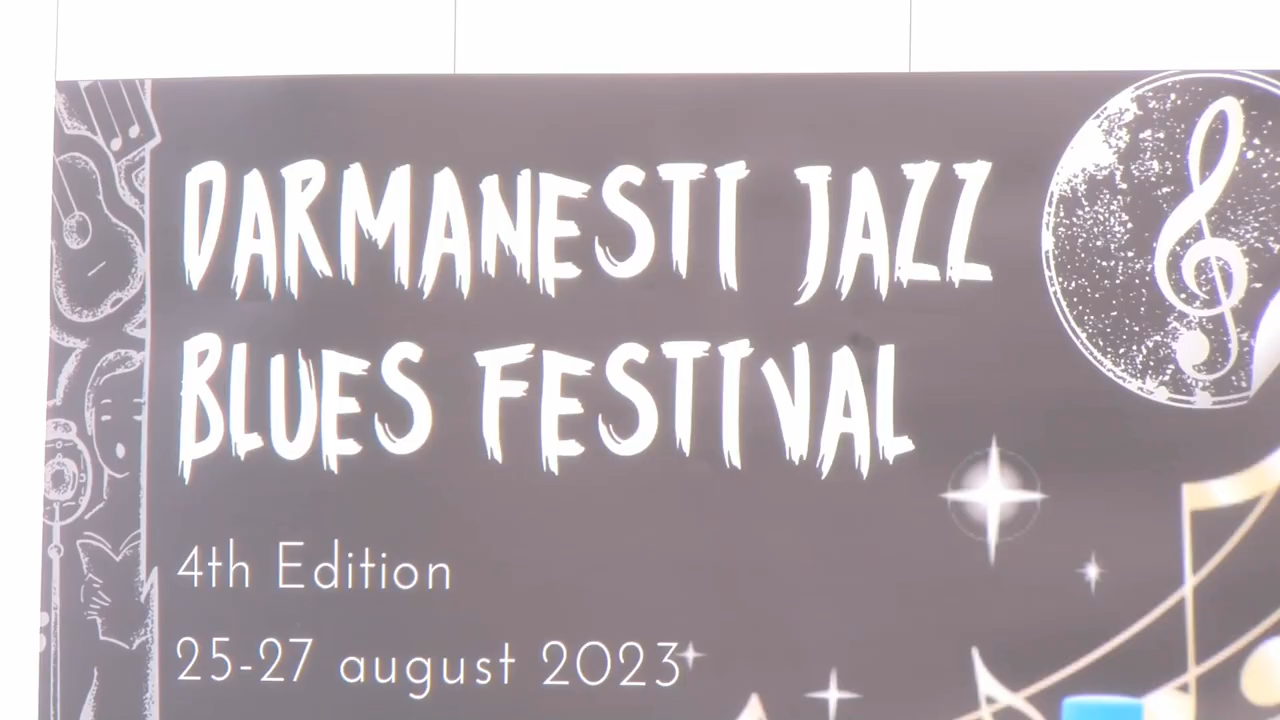 DARMANESTI JAZZ
BLUES FESTIVAL
4th Edition
25-27 august 2023